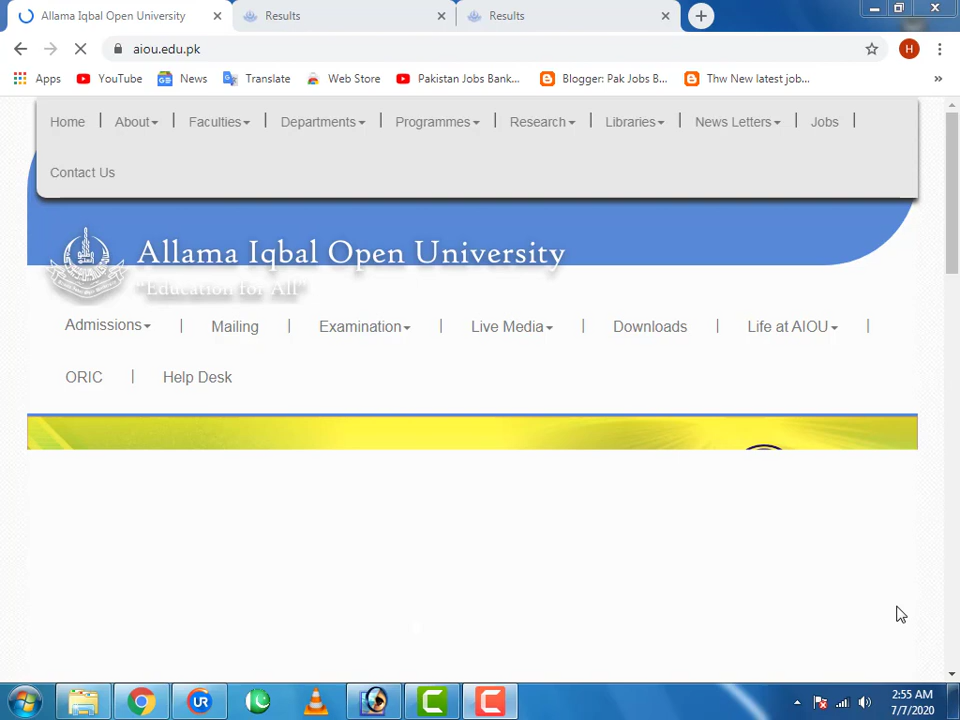 Allama Iqbal Open University
Results
Results
aiou.edu.pk
H
Apps
YouTube
News
Translate
Web Store
Pakistan Jobs Bank...
Blogger: Pak Jobs B...
Thw New latest job...
»
Home | About | Faculties | Departments | Programmes | Research | Libraries | News Letters | Jobs |
Contact Us
Allama Iqbal Open University
"Education for All"
Admissions | Mailing | Examination | Live Media | Downloads | Life at AIOU |
ORIC | Help Desk
UR
2:55 AM
7/7/2020